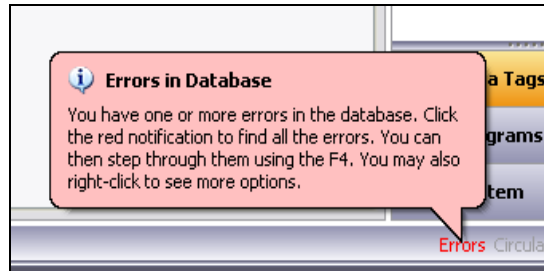 Errors in Database
You have one or more errors in the database. Click
the red notification to find all the errors. You can
then step through them using the F4. You may also
right-click to see more options.
a Tags
grams
tem
Errors Circula